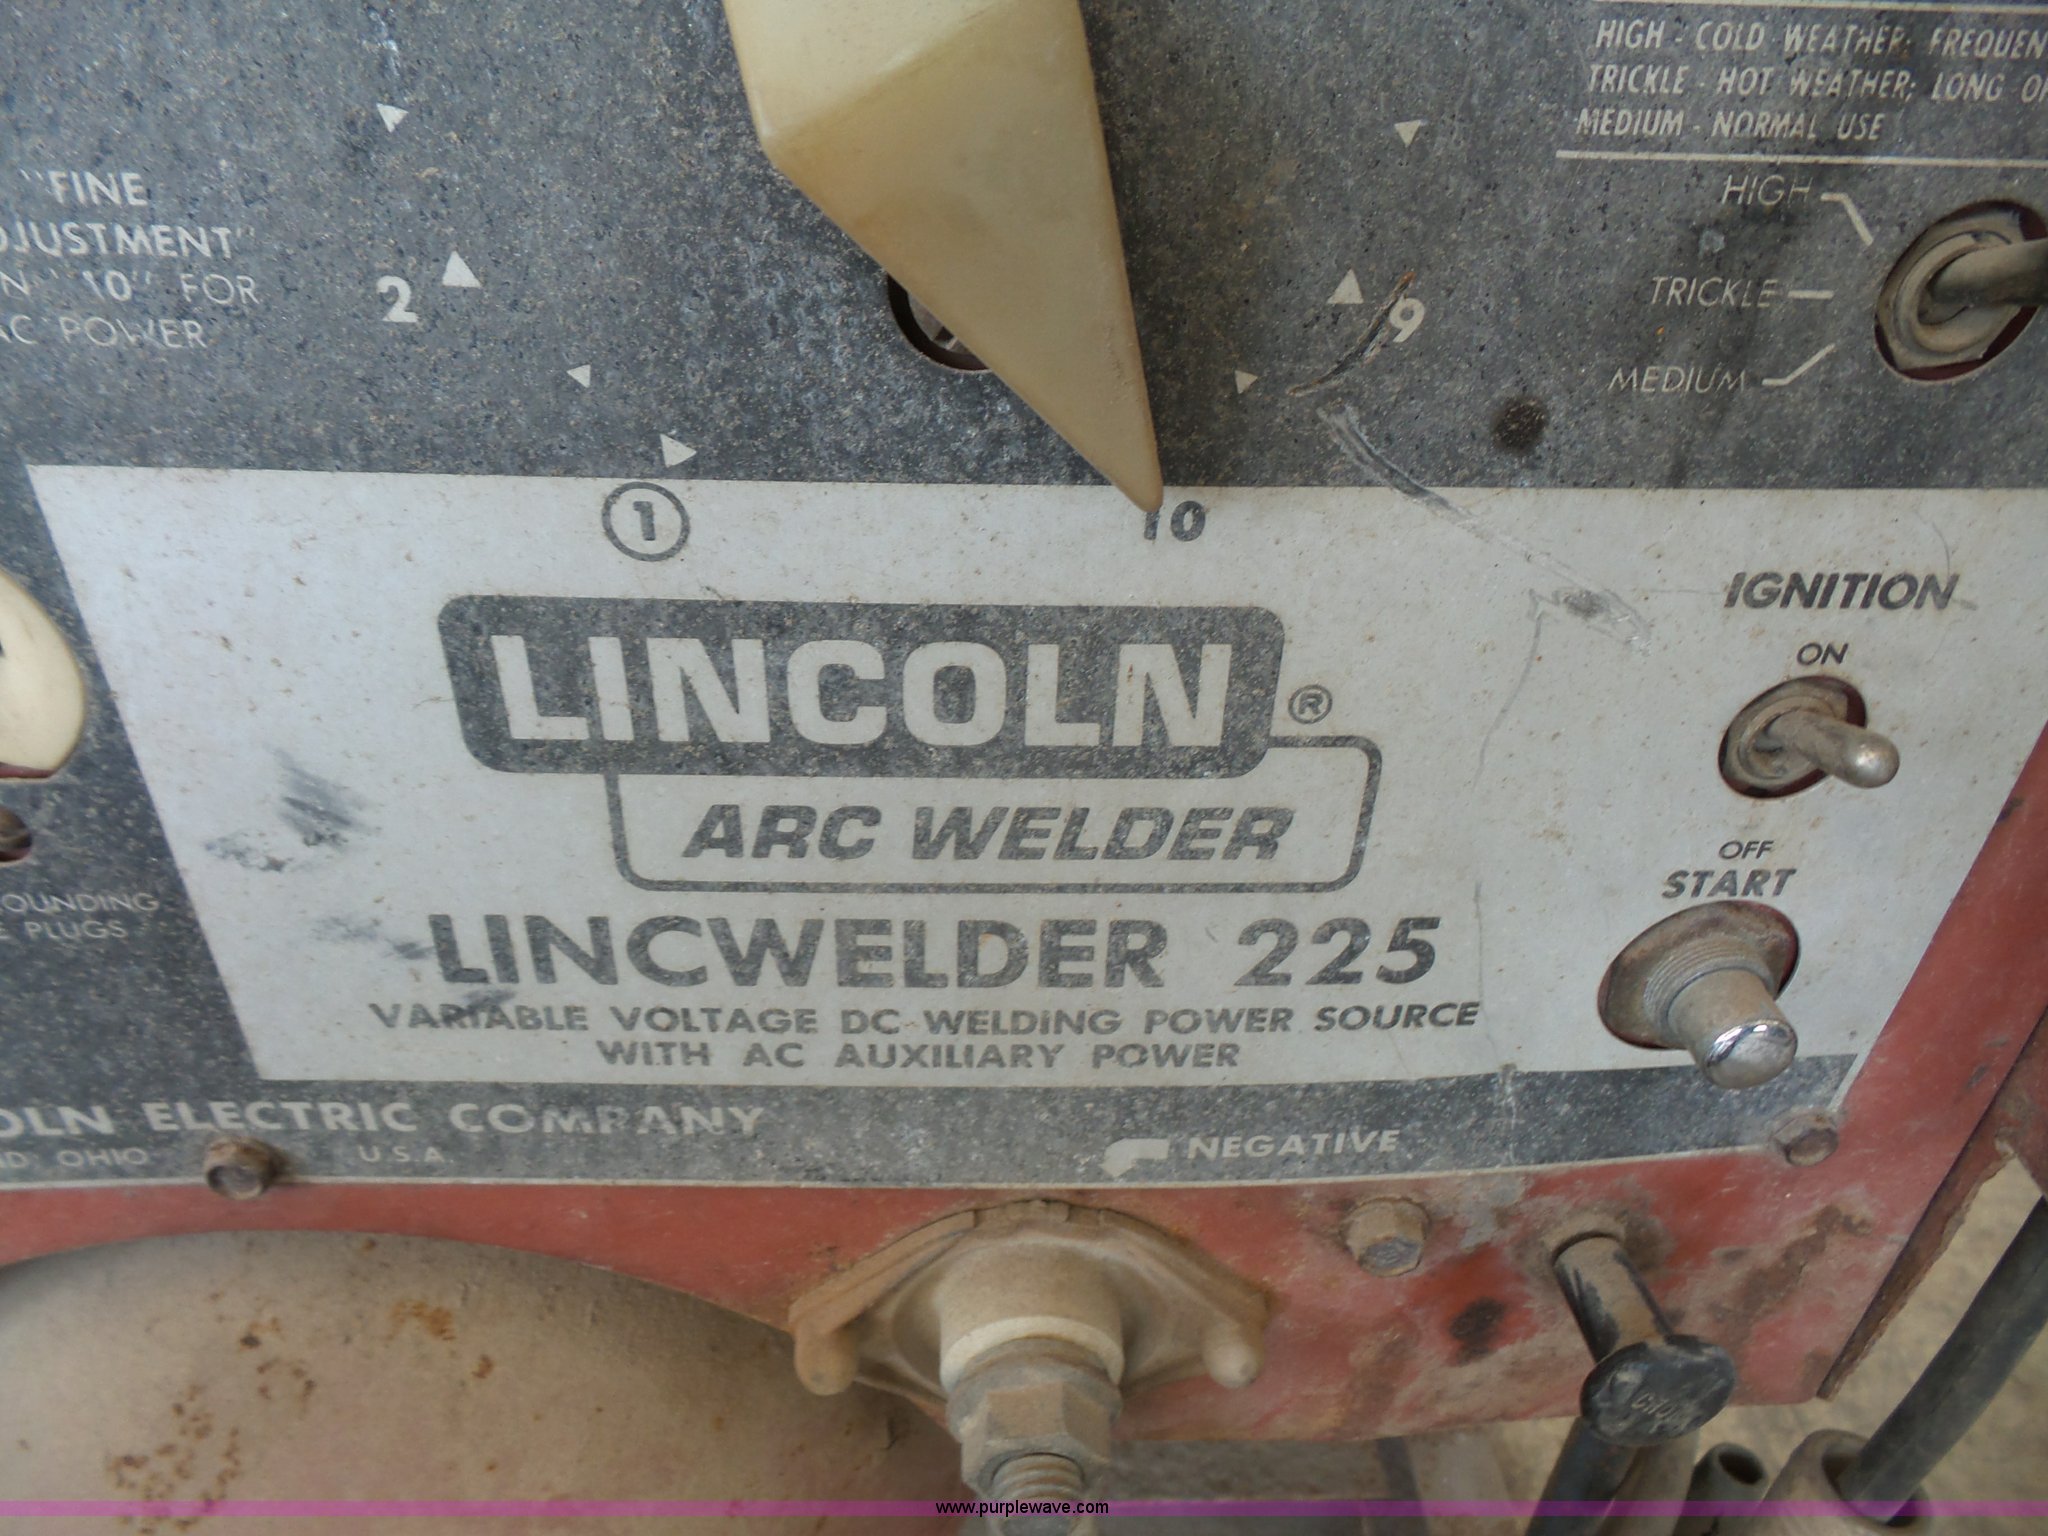 HIGH - COLD WEATHER; FREQUEN
TRICKLE - HOT WEATHER; LONG
MEDIUM - NORMAL USE
HIGH
TRICKLE
MEDIUM
"FINE
DJUSTMENT"
N "10" FOR
AC POWER
2
9
1
10
LINCOLN
®
ARC WELDER
LINCWELDER 225
VARIABLE VOLTAGE DC WELDING POWER SOURCE
WITH AC AUXILIARY POWER
IGNITION
ON
OFF
START
OUNDING
E PLUGS
OLN ELECTRIC COMPANY
ND OHIO U.S.A.
NEGATIVE
CHOKE
www.purplewave.com